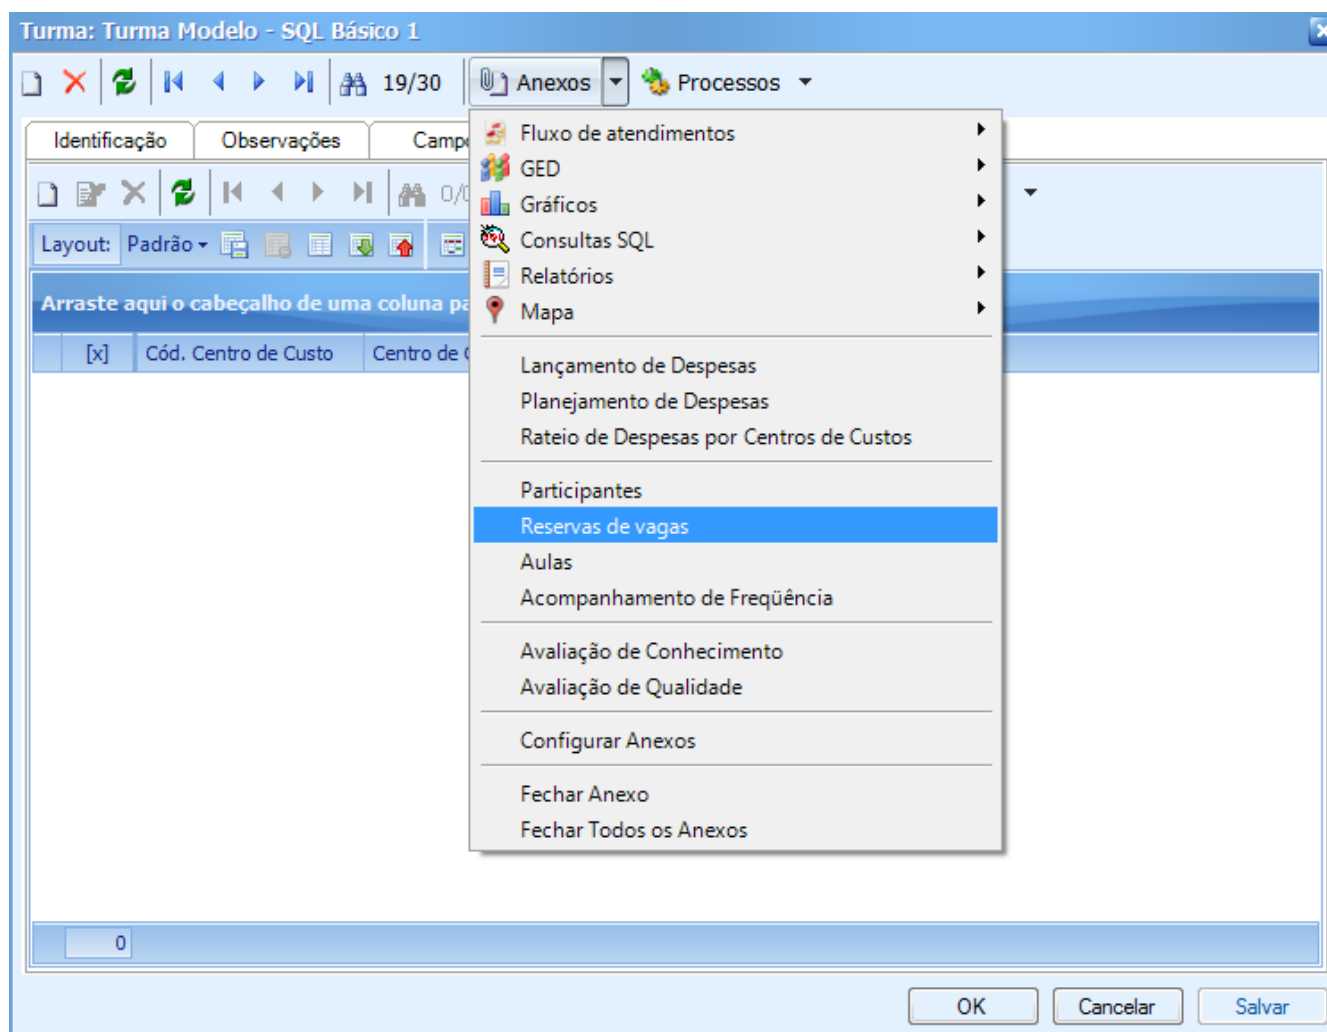 Turma: Turma Modelo - SQL Básico 1
19/30 Anexos Processos
Identificação Observações
Layout: Padrão
Arraste aqui o cabeçalho de uma coluna
[x] Cód. Centro de Custo Centro de
Fluxo de atendimentos
GED
Gráficos
Consultas SQL
Relatórios
Mapa
Lançamento de Despesas
Planejamento de Despesas
Rateio de Despesas por Centros de Custos
Participantes
Reservas de vagas
Aulas
Acompanhamento de Freqüência
Avaliação de Conhecimento
Avaliação de Qualidade
Configurar Anexos
Fechar Anexo
Fechar Todos os Anexos
0
OK Cancelar Salvar